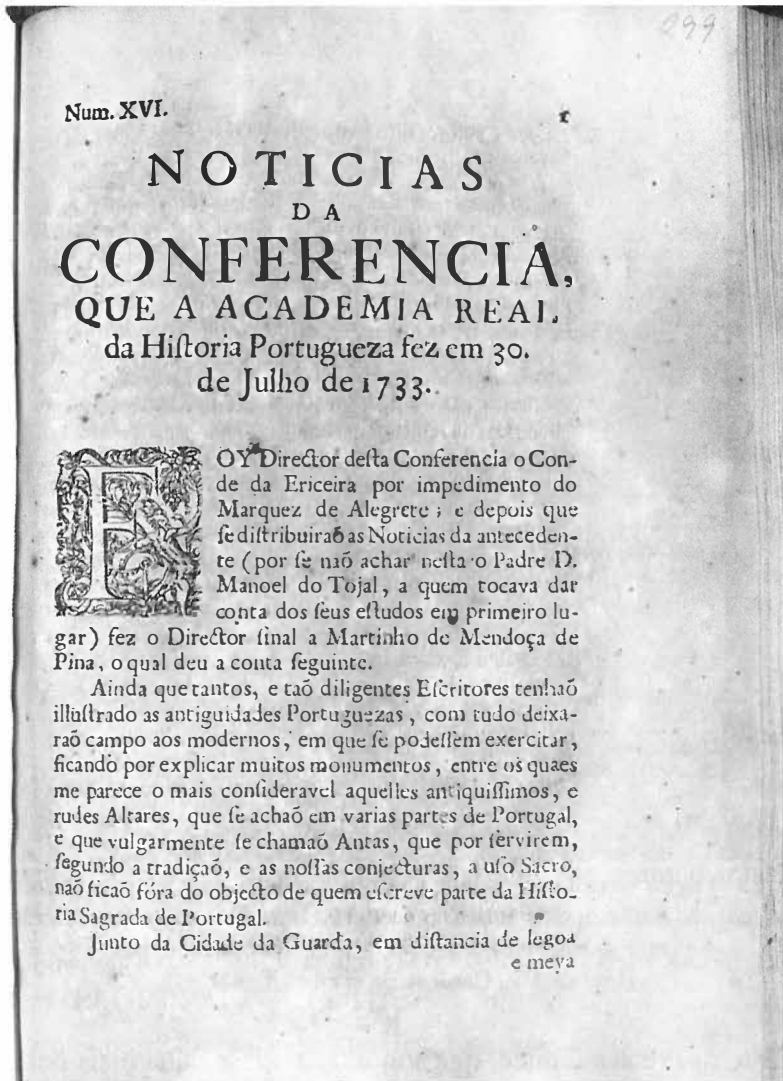 099
Num. XVI. 1
NOTICIAS
DA
CONFERENCIA,
QUE A ACADEMIA REAL
da Hiſtoria Portugueza fez em 30.
de Julho de 1733.
FOY Director deſta Conferencia o Con-
de da Ericeira por impedimento do
Marquez de Alegrete; e depois que
ſe diſtribuiraõ as Noticias da anteceden-
te (por ſe naõ achar neſta o Padre D.
Manoel do Tojal, a quem tocava dar
conta dos ſeus eſtudos em primeiro lu-
gar) fez o Director ſinal a Martinho de Mendoça de
Pina, o qual deu a conta ſeguinte.
Ainda que tantos, e taõ diligentes Eſcritores tenhaõ
illuſtrado as antiguidades Portuguezas, com tudo deixa-
raõ campo aos modernos, em que ſe podeſſem exercitar,
ficando por explicar muitos monumentos, entre os quaes
me parece o mais conſideravel aquelles antiquiſſimos, e
rudes Altares, que ſe achaõ em varias partes de Portugal,
e que vulgarmente ſe chamaõ Antas, que por ſervirem,
ſegundo a tradiçaõ, e as noſſas conjecturas, a uſo Sacro,
naõ ficaõ fóra do objecto de quem eſcreve parte da Hiſto-
ria Sagrada de Portugal.
Junto da Cidade da Guarda, em diſtancia de legoa
e meya